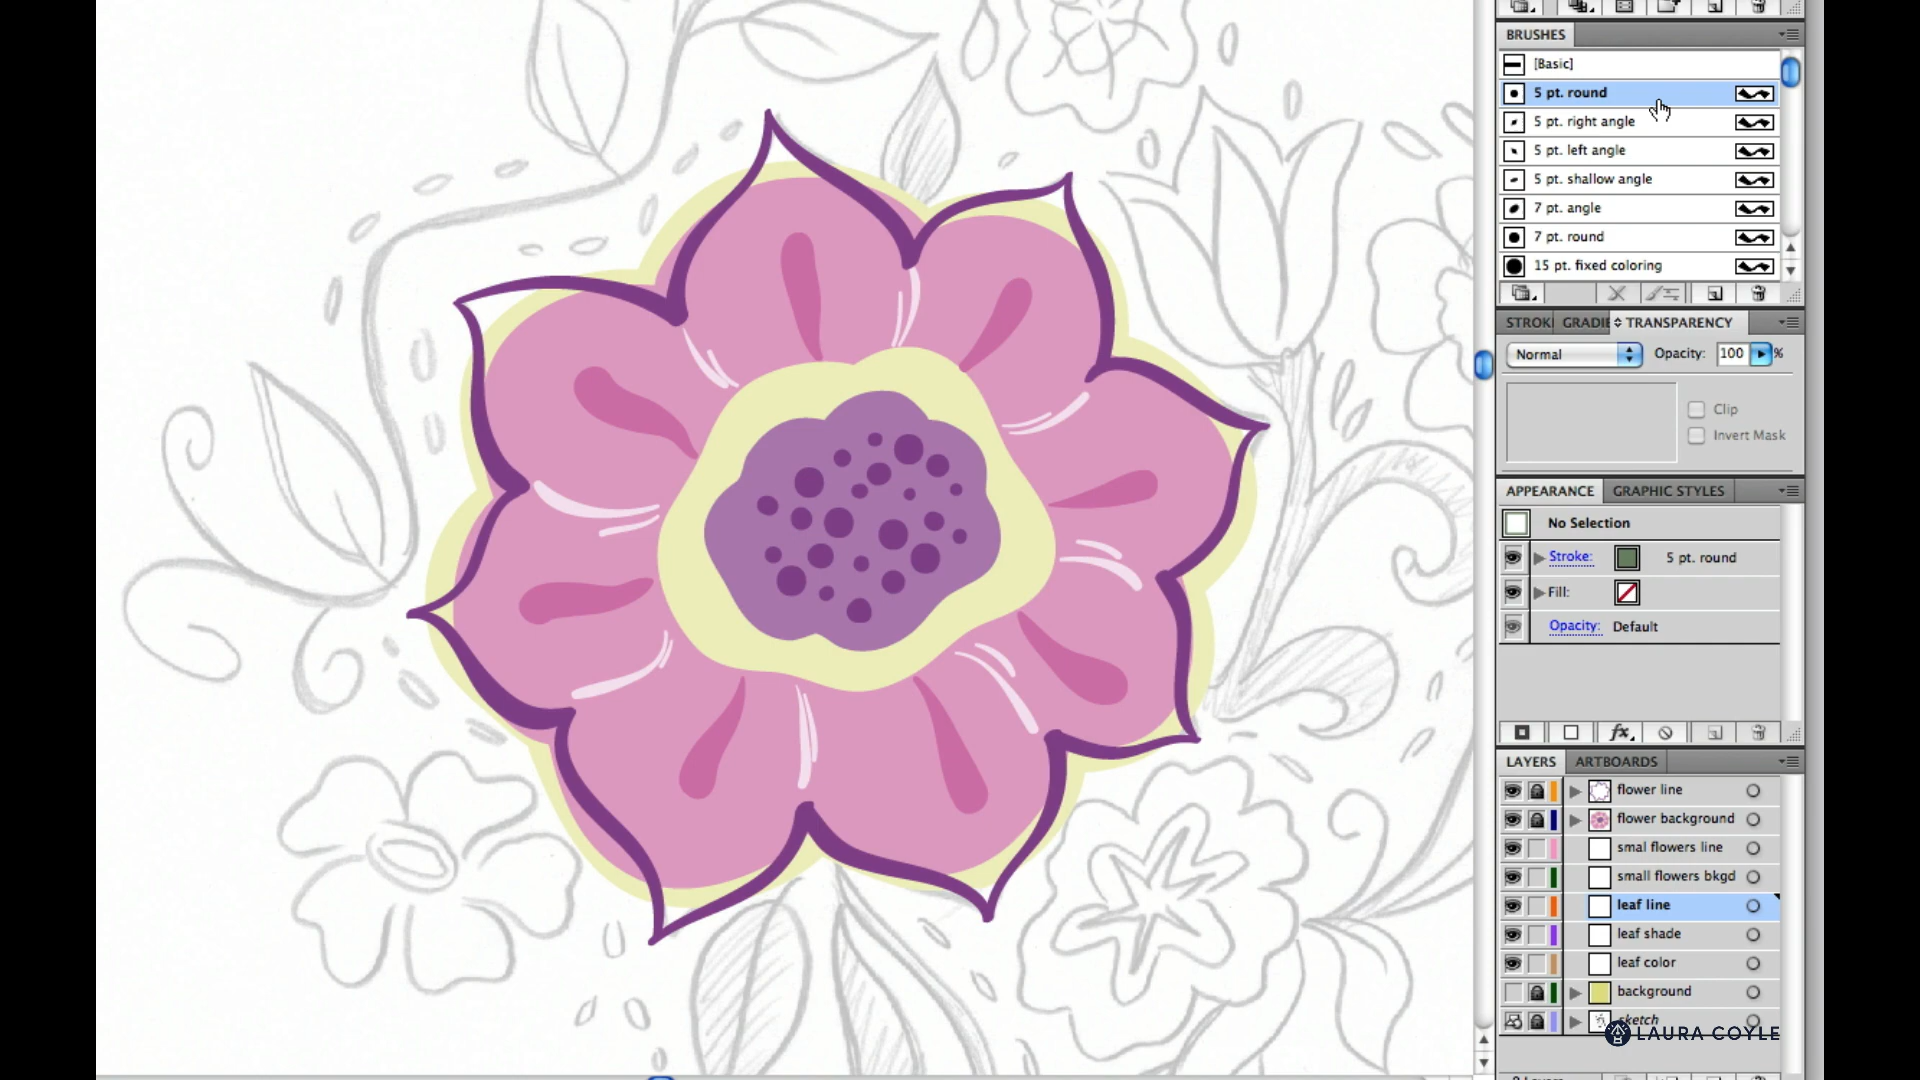 BRUSHES
[Basic]
5 pt. round
5 pt. right angle
5 pt. left angle
5 pt. shallow angle
7 pt. angle
7 pt. round
15 pt. fixed coloring
STROK GRADIE TRANSPARENCY
Normal Opacity: 100 %
Clip
Invert Mask
APPEARANCE GRAPHIC STYLES
No Selection
Stroke: 5 pt. round
Fill:
Opacity: Default
fx
LAYERS ARTBOARDS
flower line
flower background
smal flowers line
small flowers bkgd
leaf line
leaf shade
leaf color
background
sketch
LAURA COYLE